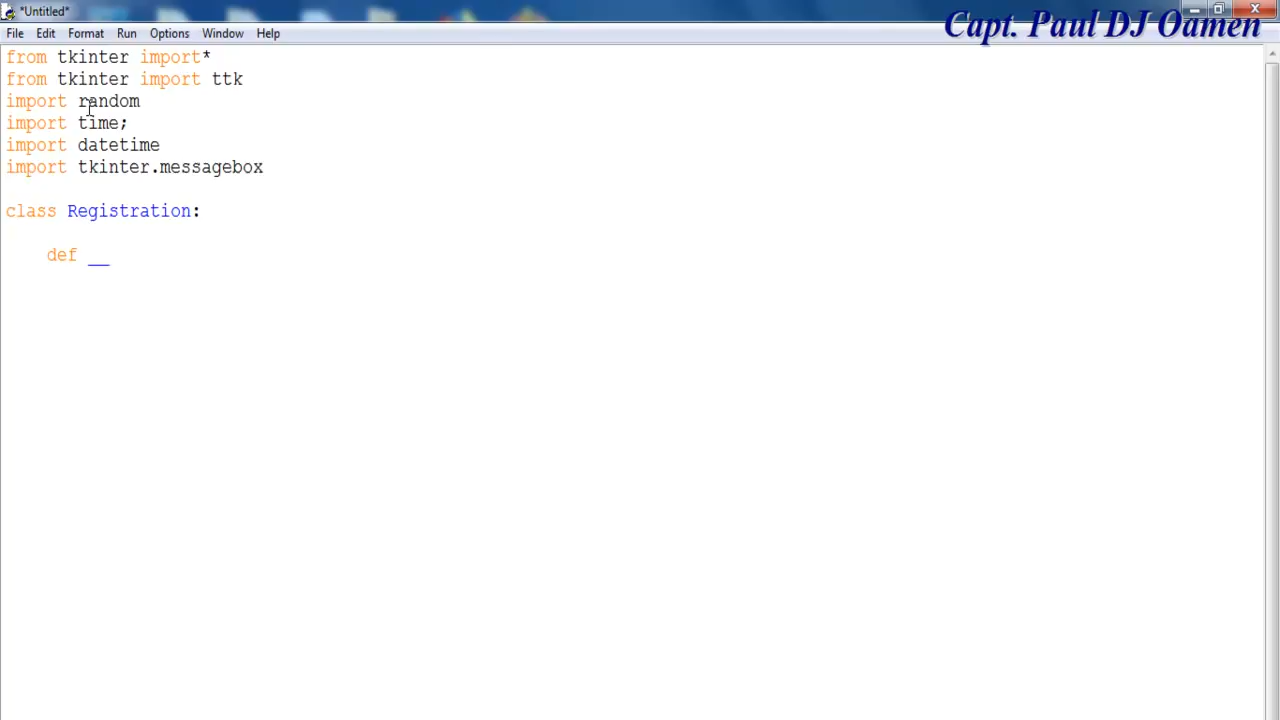 *Untitled*
File Edit Format Run Options Window Help
Capt. Paul DJ Oamen
from tkinter import*
from tkinter import ttk
import random
import time;
import datetime
import tkinter.messagebox
class Registration:
def __